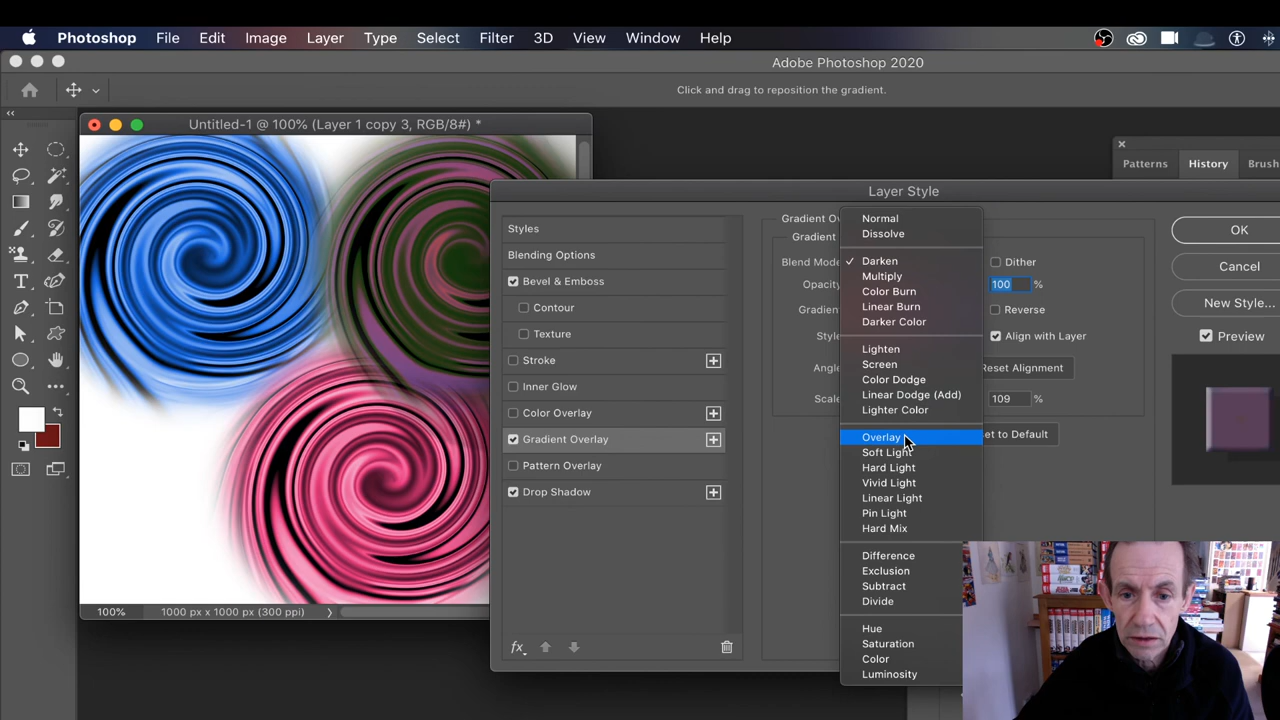 Photoshop File Edit Image Layer Type Select Filter 3D View Window Help
Adobe Photoshop 2020
Click and drag to reposition the gradient.
Untitled-1 @ 100% (Layer 1 copy 3, RGB/8#) *
Patterns History Brush
Layer Style
Styles
Blending Options
Bevel & Emboss
Contour
Texture
Stroke
Inner Glow
Color Overlay
Gradient Overlay
Pattern Overlay
Drop Shadow
fx
Gradient Ov
Gradient
Blend Mode
Opacity
Gradien
Style
Angle
Scale
Normal
Dissolve
✓ Darken
Multiply
Color Burn
Linear Burn
Darker Color
Lighten
Screen
Color Dodge
Linear Dodge (Add)
Lighter Color
Overlay
Soft Light
Hard Light
Vivid Light
Linear Light
Pin Light
Hard Mix
Difference
Exclusion
Subtract
Divide
Hue
Saturation
Color
Luminosity
Dither
100 %
Reverse
Align with Layer
Reset Alignment
109 %
et to Default
OK
Cancel
New Style...
Preview
100% 1000 px x 1000 px (300 ppi)